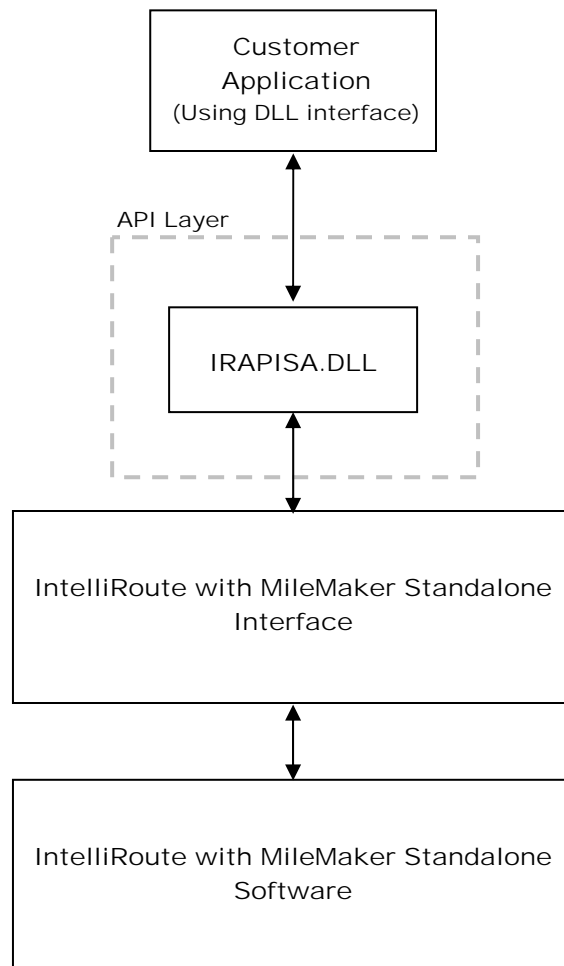 Customer
Application
(Using DLL interface)
API Layer
IRAPISA.DLL
IntelliRoute with MileMaker Standalone
Interface
IntelliRoute with MileMaker Standalone
Software